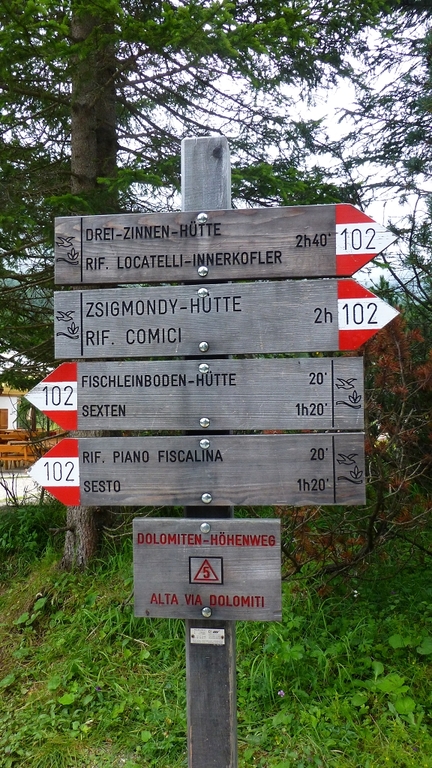 DREI-ZINNEN-HÜTTE
RIF. LOCATELLI-INNERKOFLER 2h40' 102
ZSIGMONDY-HÜTTE
RIF. COMICI 2h 102
102 FISCHLEINBODEN-HÜTTE 20'
SEXTEN 1h20'
102 RIF. PIANO FISCALINA 20'
SESTO 1h20'
DOLOMITEN-HÖHENWEG
5
ALTA VIA DOLOMITI